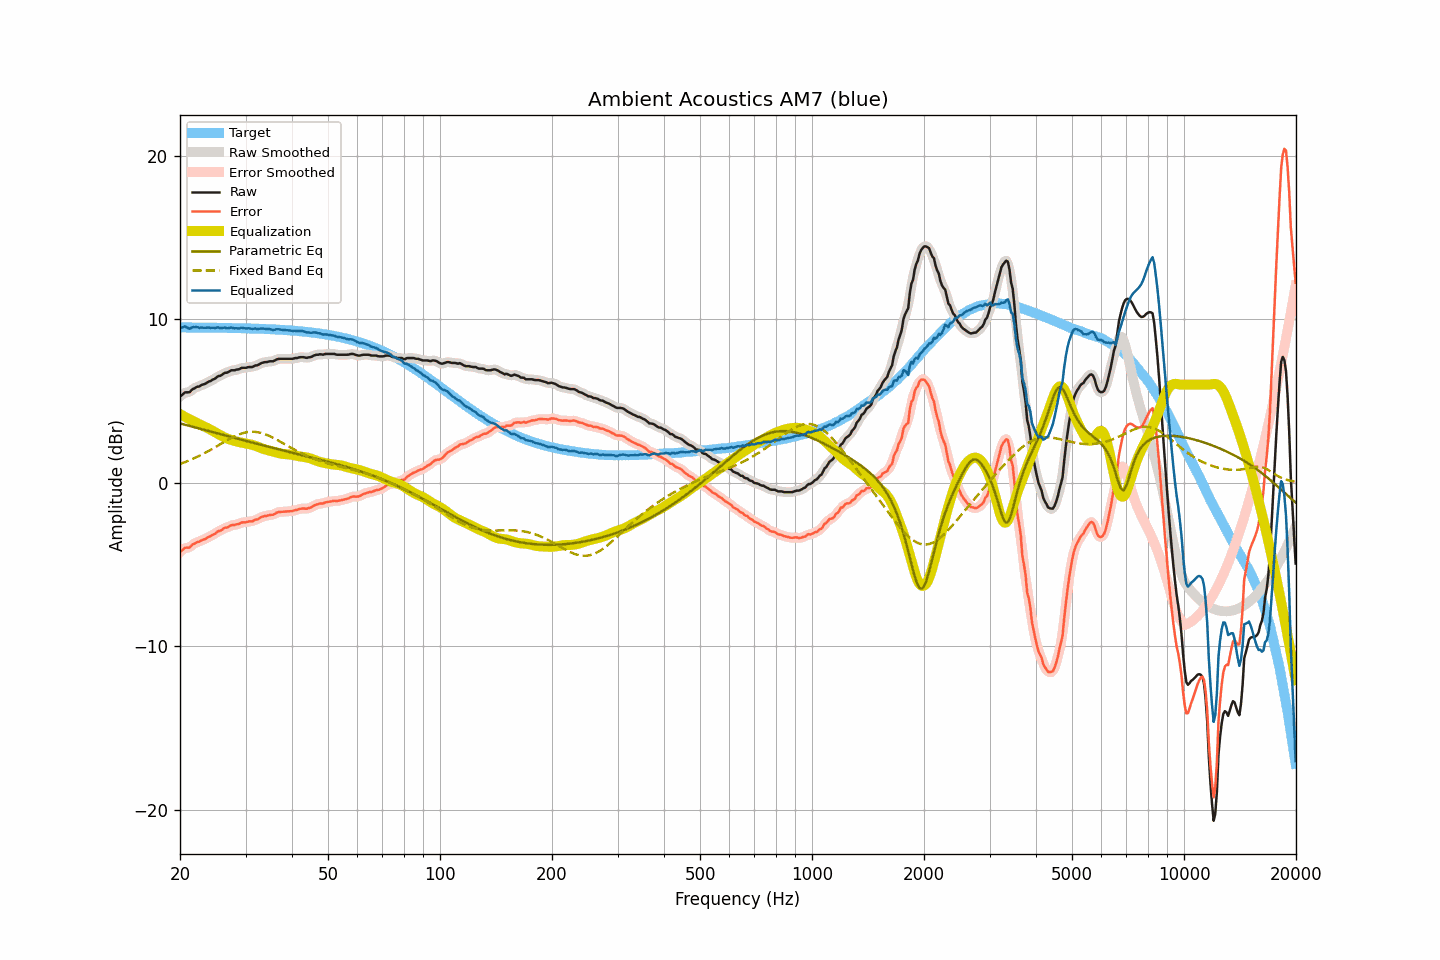 Ambient Acoustics AM7 (blue)
Target
Raw Smoothed
Error Smoothed
Raw
Error
Equalization
Parametric Eq
Fixed Band Eq
Equalized
Amplitude (dBr)
20
10
0
−10
−20
20 50 100 200 500 1000 2000 5000 10000 20000
Frequency (Hz)